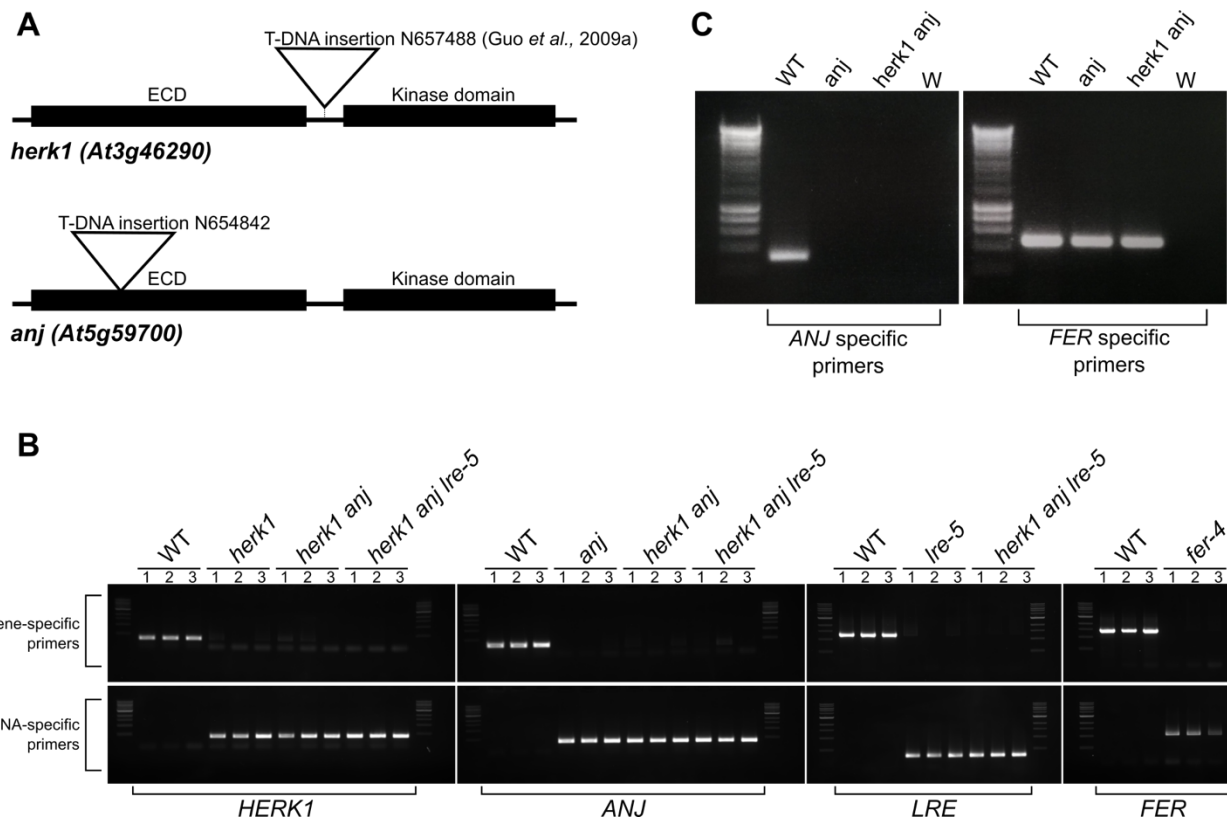 A
T-DNA insertion N657488 (Guo et al., 2009a)
ECD
Kinase domain
herk1 (At3g46290)
T-DNA insertion N654842
ECD
Kinase domain
anj (At5g59700)
C
WT anj herk1 anj W WT anj herk1 anj W
ANJ specific
primers
FER specific
primers
B
WT herk1 herk1 anj herk1 anj lre-5 WT anj herk1 anj herk1 anj lre-5 WT lre-5 herk1 anj lre-5 WT fer-4
1 2 3 1 2 3 1 2 3 1 2 3 1 2 3 1 2 3 1 2 3 1 2 3 1 2 3 1 2 3 1 2 3 1 2 3 1 2 3
ene-specific
primers
NA-specific
primers
HERK1 ANJ LRE FER